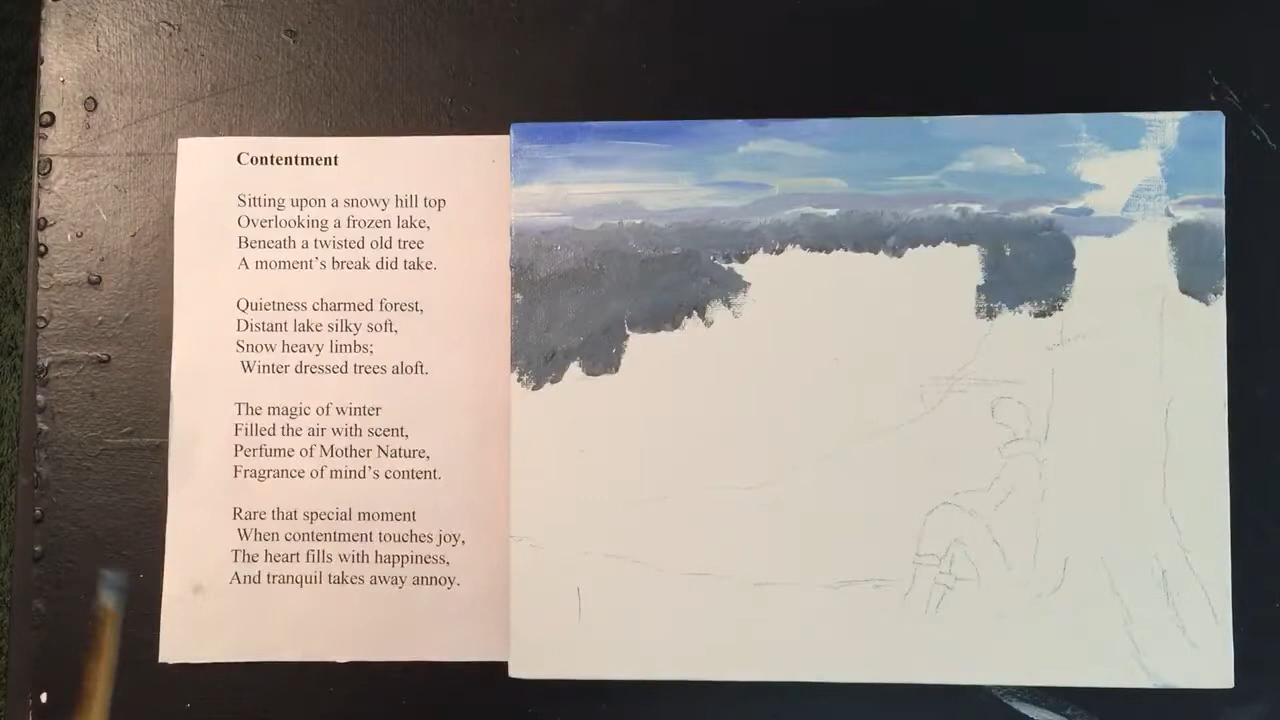 Contentment
Sitting upon a snowy hill top
Overlooking a frozen lake,
Beneath a twisted old tree
A moment's break did take.
Quietness charmed forest,
Distant lake silky soft,
Snow heavy limbs;
Winter dressed trees aloft.
The magic of winter
Filled the air with scent,
Perfume of Mother Nature,
Fragrance of mind's content.
Rare that special moment
When contentment touches joy,
The heart fills with happiness,
And tranquil takes away annoy.